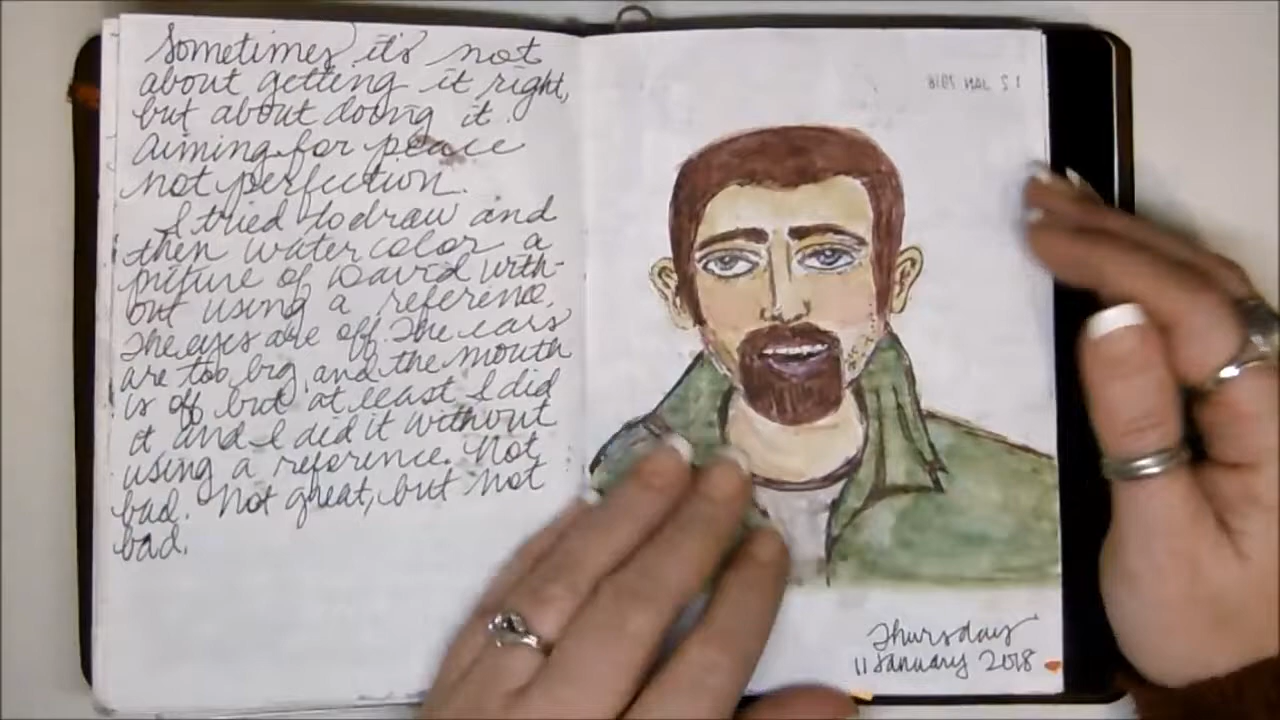 Sometimes it's not
about getting it right,
but about doing it.
Aiming for peace
not perfection.
I tried to draw and
then watercolor a
picture of David with-
out using a reference.
The eyes are off. The ears
are too big, and the mouth
is off but at least I did
it and I did it without
using a reference. Not
bad. Not great, but not
bad.
12 JAN 2018
Thursday
11 January 2018